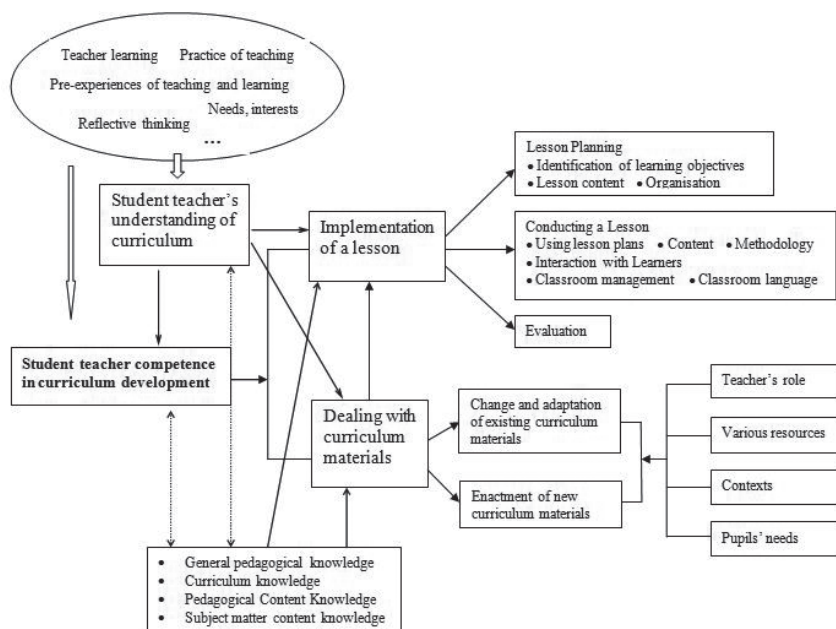 Teacher learning Practice of teaching
Pre-experiences of teaching and learning
Needs, interests
Reflective thinking
...
Student teacher's
understanding of
curriculum
Implementation
of a lesson
Lesson Planning
• Identification of learning objectives
• Lesson content • Organisation
Conducting a Lesson
• Using lesson plans • Content • Methodology
• Interaction with Learners
• Classroom management • Classroom language
Evaluation
Student teacher competence
in curriculum development
Dealing with
curriculum
materials
Change and adaptation
of existing curriculum
materials
Enactment of new
curriculum materials
Teacher's role
Various resources
Contexts
Pupils' needs
• General pedagogical knowledge
• Curriculum knowledge
• Pedagogical Content Knowledge
• Subject matter content knowledge